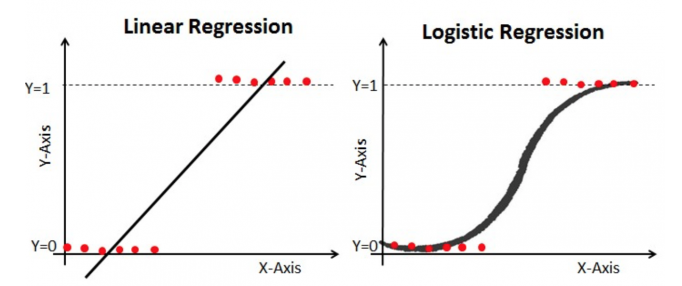 Linear Regression
Y=1
Y-Axis
Y=0
X-Axis
Logistic Regression
Y=1
Y-Axis
Y=0
X-Axis